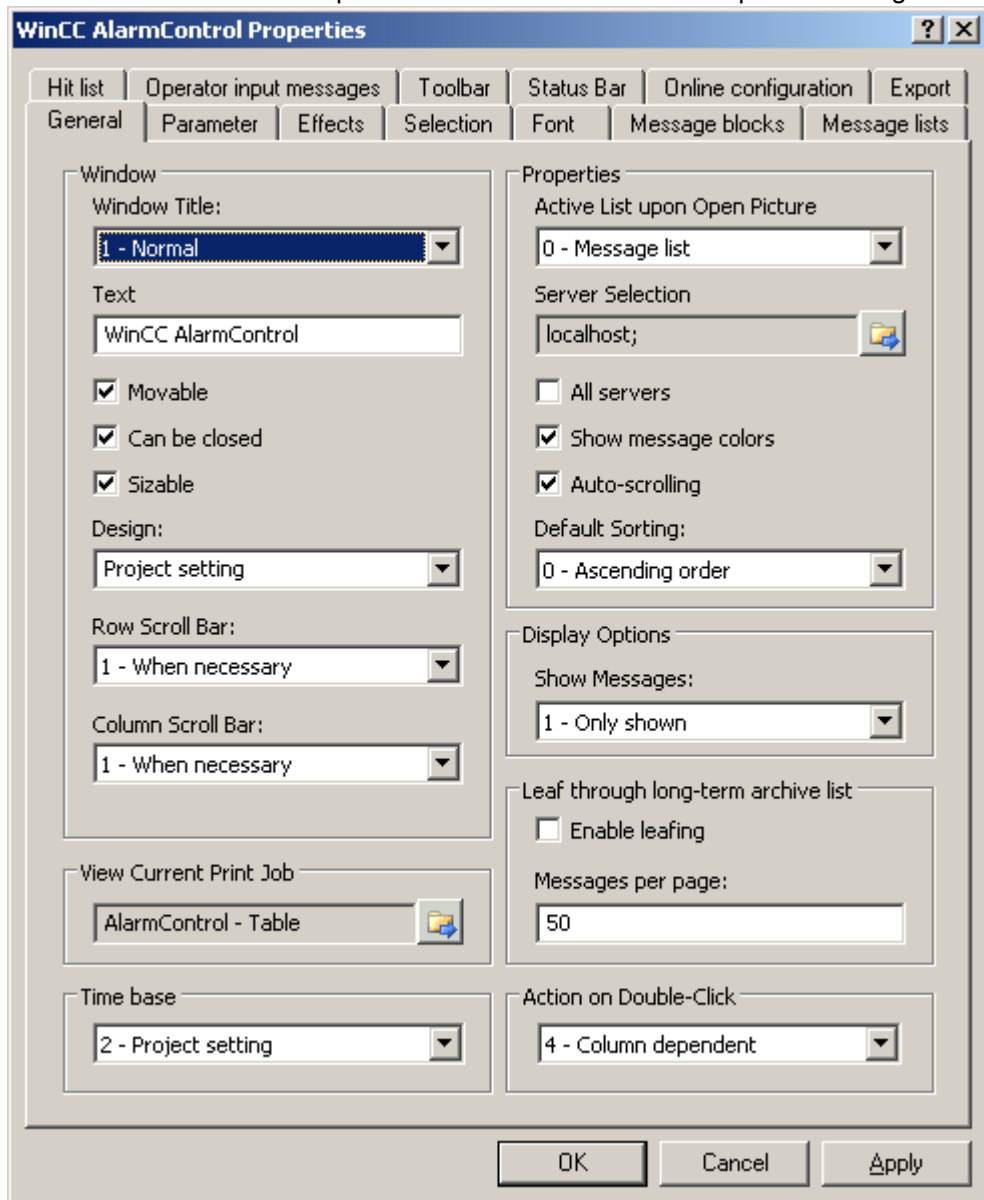 WinCC AlarmControl Properties
Hit list Operator input messages Toolbar Status Bar Online configuration Export
General Parameter Effects Selection Font Message blocks Message lists
Window
Window Title:
1 - Normal
Text
WinCC AlarmControl
Movable
Can be closed
Sizable
Design:
Project setting
Row Scroll Bar:
1 - When necessary
Column Scroll Bar:
1 - When necessary
View Current Print Job
AlarmControl - Table
Time base
2 - Project setting
Properties
Active List upon Open Picture
0 - Message list
Server Selection
localhost;
All servers
Show message colors
Auto-scrolling
Default Sorting:
0 - Ascending order
Display Options
Show Messages:
1 - Only shown
Leaf through long-term archive list
Enable leafing
Messages per page:
50
Action on Double-Click
4 - Column dependent
OK Cancel Apply